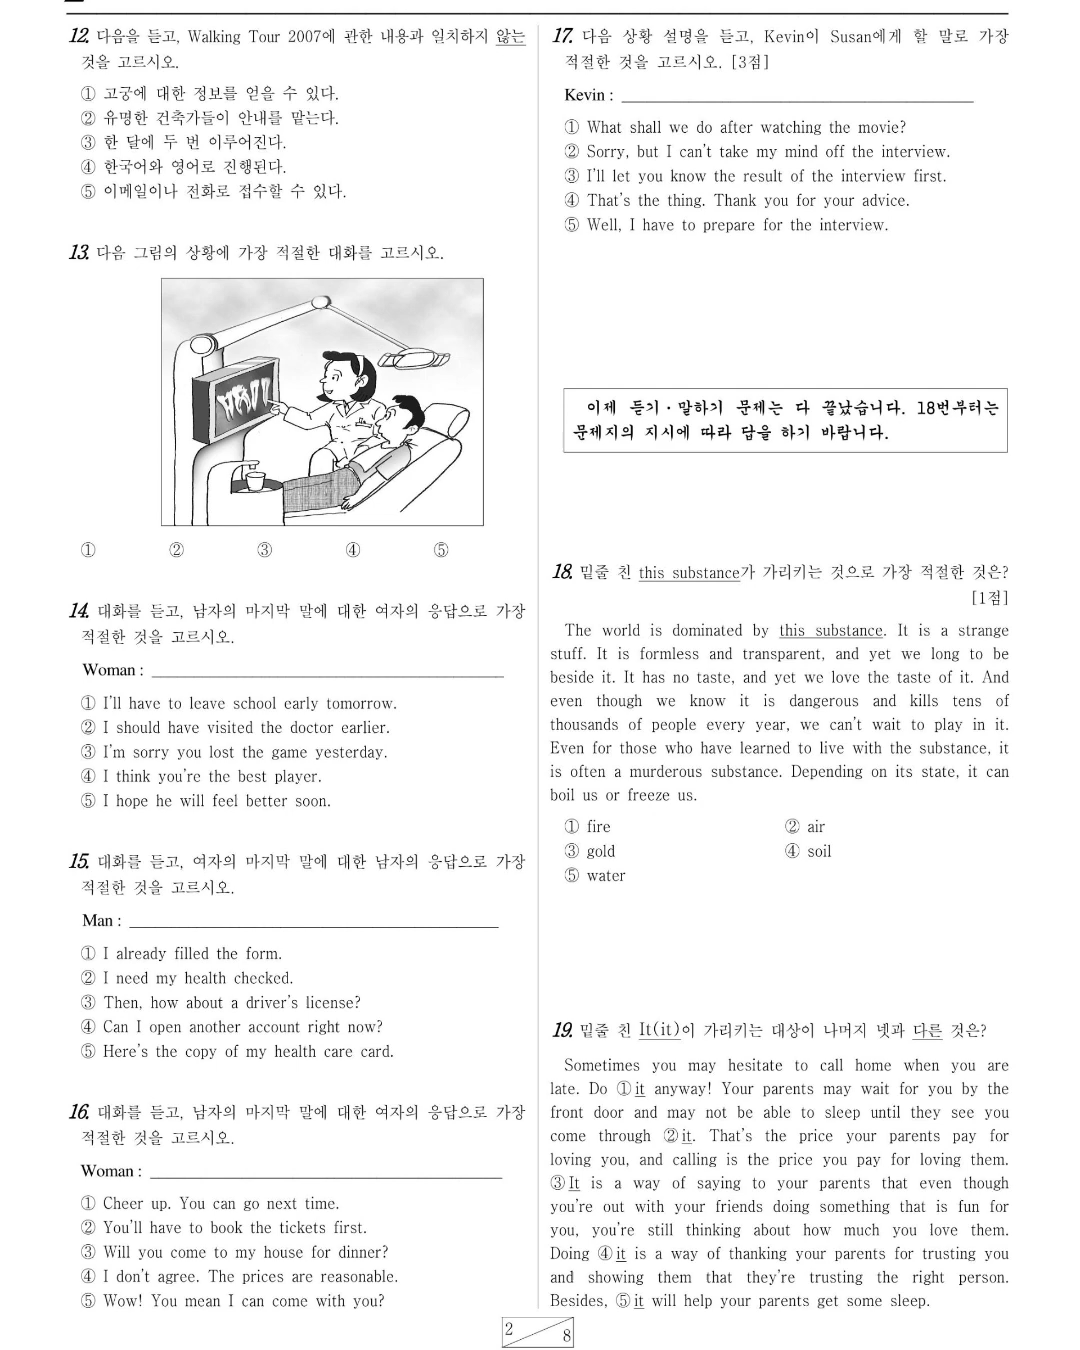 12. 다음을 듣고, Walking Tour 2007에 관한 내용과 일치하지 않는
것을 고르시오.
① 고궁에 대한 정보를 얻을 수 있다.
② 유명한 건축가들이 안내를 맡는다.
③ 한 달에 두 번 이루어진다.
④ 한국어와 영어로 진행된다.
⑤ 이메일이나 전화로 접수할 수 있다.
13. 다음 그림의 상황에 가장 적절한 대화를 고르시오.
① ② ③ ④ ⑤
14. 대화를 듣고, 남자의 마지막 말에 대한 여자의 응답으로 가장
적절한 것을 고르시오.
Woman :
① I'll have to leave school early tomorrow.
② I should have visited the doctor earlier.
③ I'm sorry you lost the game yesterday.
④ I think you're the best player.
⑤ I hope he will feel better soon.
15. 대화를 듣고, 여자의 마지막 말에 대한 남자의 응답으로 가장
적절한 것을 고르시오.
Man :
① I already filled the form.
② I need my health checked.
③ Then, how about a driver's license?
④ Can I open another account right now?
⑤ Here's the copy of my health care card.
16. 대화를 듣고, 남자의 마지막 말에 대한 여자의 응답으로 가장
적절한 것을 고르시오.
Woman :
① Cheer up. You can go next time.
② You'll have to book the tickets first.
③ Will you come to my house for dinner?
④ I don't agree. The prices are reasonable.
⑤ Wow! You mean I can come with you?
17. 다음 상황 설명을 듣고, Kevin이 Susan에게 할 말로 가장
적절한 것을 고르시오. [3점]
Kevin :
① What shall we do after watching the movie?
② Sorry, but I can't take my mind off the interview.
③ I'll let you know the result of the interview first.
④ That's the thing. Thank you for your advice.
⑤ Well, I have to prepare for the interview.
이제 듣기·말하기 문제는 다 끝났습니다. 18번부터는
문제지의 지시에 따라 답을 하기 바랍니다.
18. 밑줄 친 this substance가 가리키는 것으로 가장 적절한 것은?
[1점]
The world is dominated by this substance. It is a strange
stuff. It is formless and transparent, and yet we long to be
beside it. It has no taste, and yet we love the taste of it. And
even though we know it is dangerous and kills tens of
thousands of people every year, we can't wait to play in it.
Even for those who have learned to live with the substance, it
is often a murderous substance. Depending on its state, it can
boil us or freeze us.
① fire ② air
③ gold ④ soil
⑤ water
19. 밑줄 친 It(it)이 가리키는 대상이 나머지 넷과 다른 것은?
Sometimes you may hesitate to call home when you are
late. Do ①it anyway! Your parents may wait for you by the
front door and may not be able to sleep until they see you
come through ②it. That's the price your parents pay for
loving you, and calling is the price you pay for loving them.
③It is a way of saying to your parents that even though
you're out with your friends doing something that is fun for
you, you're still thinking about how much you love them.
Doing ④it is a way of thanking your parents for trusting you
and showing them that they're trusting the right person.
Besides, ⑤it will help your parents get some sleep.
2 8